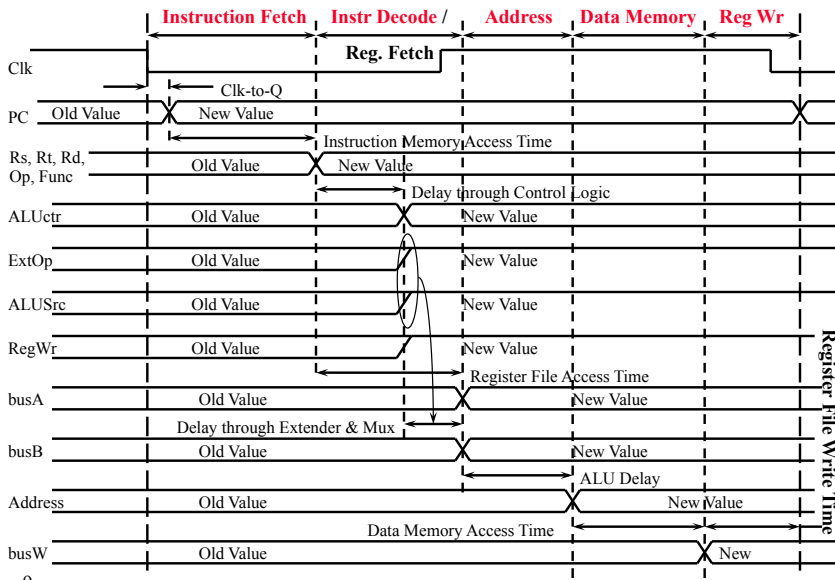 Instruction Fetch Instr Decode / Address Data Memory Reg Wr
Reg. Fetch
Clk
Clk-to-Q
PC Old Value New Value
Instruction Memory Access Time
Rs, Rt, Rd,
Op, Func
Old Value New Value
Delay through Control Logic
ALUctr Old Value New Value
ExtOp Old Value New Value
ALUSrc Old Value New Value
RegWr Old Value New Value
Register File Access Time
busA Old Value New Value
Delay through Extender & Mux
busB Old Value New Value
ALU Delay
Address Old Value New Value
Data Memory Access Time
busW Old Value New
Register File Write Time